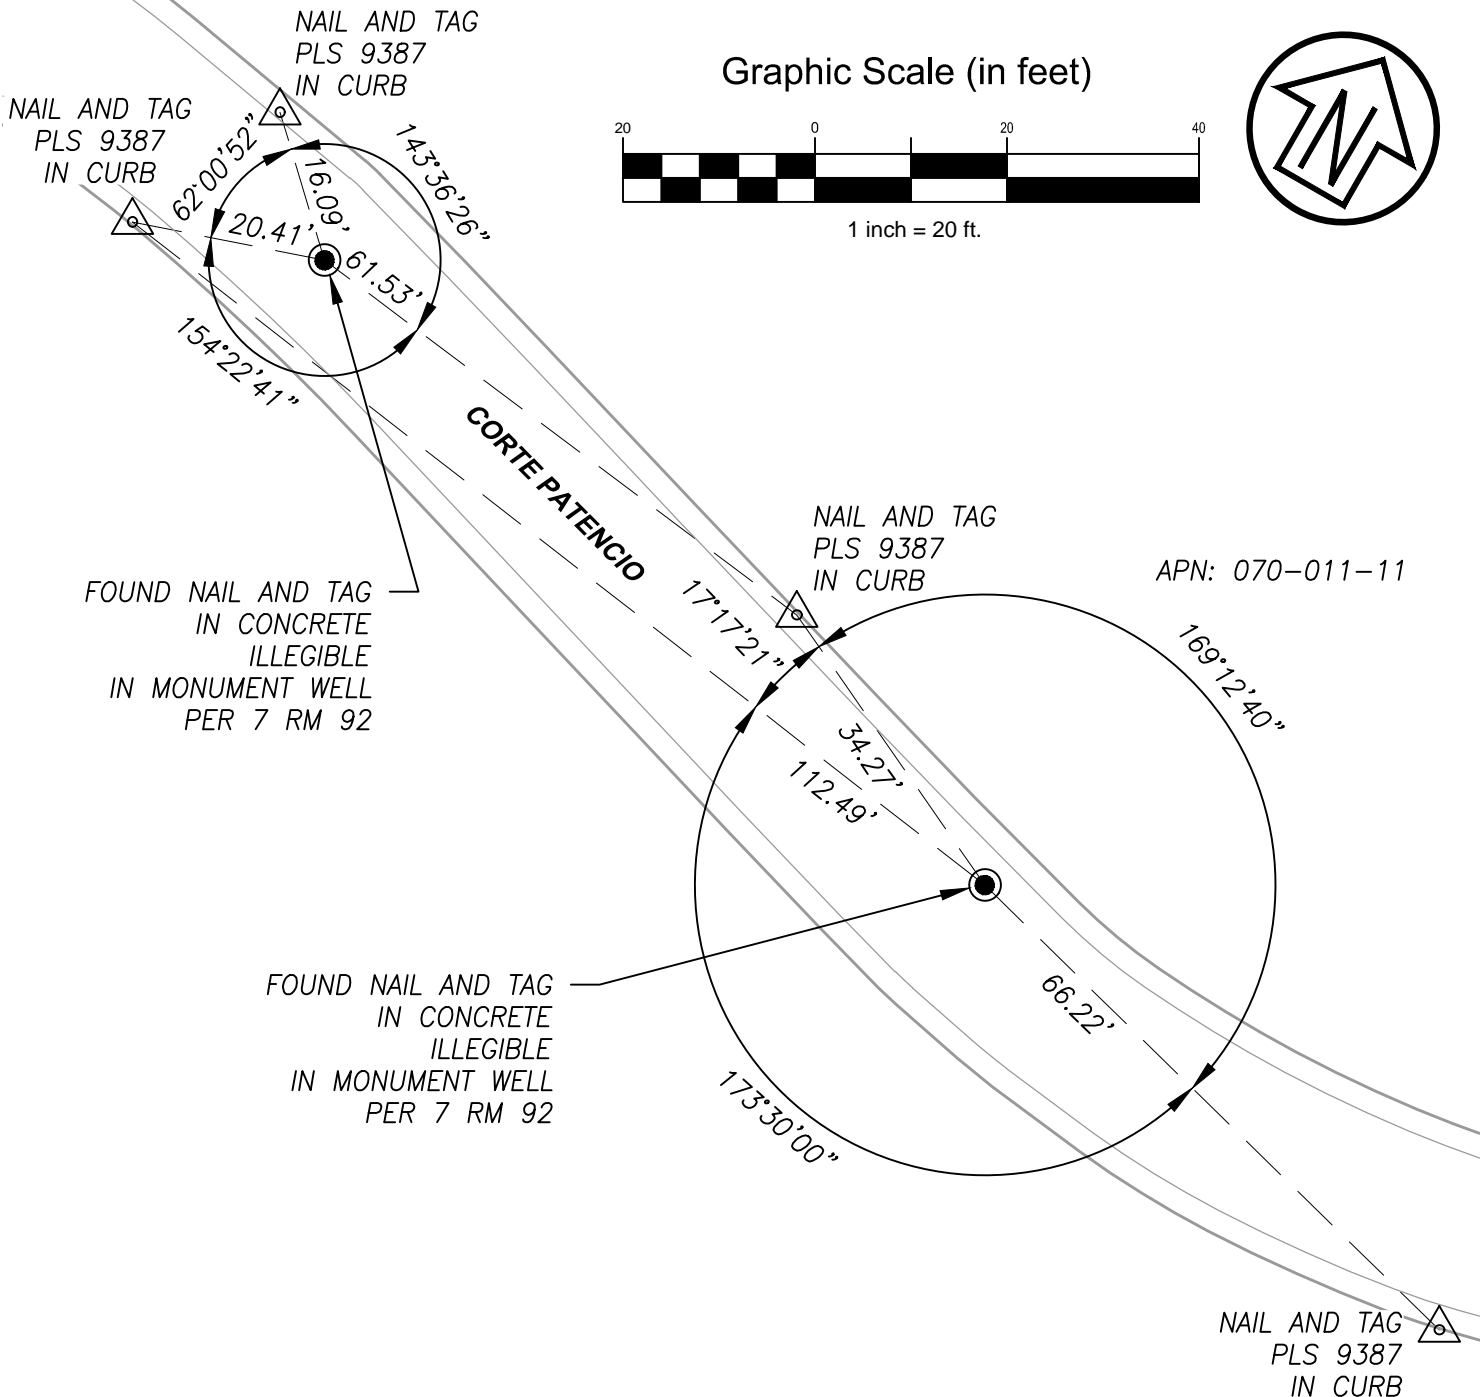 NAIL AND TAG
PLS 9387
IN CURB
NAIL AND TAG
PLS 9387
IN CURB
62°00'52"
16.09'
143°36'26"
20.41'
61.53'
154°22'41"
Graphic Scale (in feet)
20 0 20 40
1 inch = 20 ft.
N
CORTE PATENCIO
FOUND NAIL AND TAG
IN CONCRETE
ILLEGIBLE
IN MONUMENT WELL
PER 7 RM 92
NAIL AND TAG
PLS 9387
IN CURB
APN: 070-011-11
17°17'21"
169°12'40"
34.27'
112.49'
FOUND NAIL AND TAG
IN CONCRETE
ILLEGIBLE
IN MONUMENT WELL
PER 7 RM 92
66.22'
173°30'00"
NAIL AND TAG
PLS 9387
IN CURB